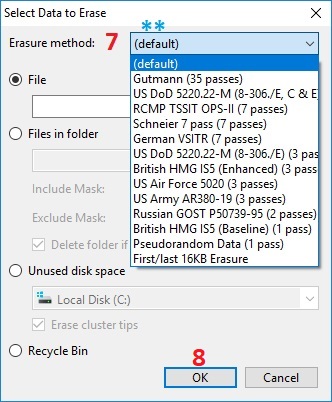 Select Data to Erase
Erasure method: 7 ** (default)
(default)
Gutmann (35 passes)
US DoD 5220.22-M (8-306./E, C & E)
RCMP TSSIT OPS-II (7 passes)
Schneier 7 pass (7 passes)
German VSITR (7 passes)
US DoD 5220.22-M (8-306./E) (3 pas
British HMG IS5 (Enhanced) (3 passe
US Air Force 5020 (3 passes)
US Army AR380-19 (3 passes)
Russian GOST P50739-95 (2 passes)
British HMG IS5 (Baseline) (1 pass)
Pseudorandom Data (1 pass)
First/last 16KB Erasure
File
Files in folder
Include Mask:
Exclude Mask:
Delete folder if
Unused disk space
Local Disk (C:)
Erase cluster tips
Recycle Bin
8
OK
Cancel